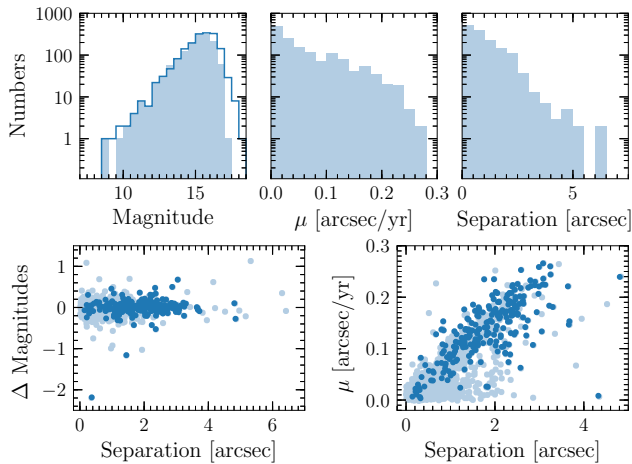 1000
100
10
1
Numbers
10 15
Magnitude
0.0 0.1 0.2 0.3
μ [arcsec/yr]
0 5
Separation [arcsec]
1
0
−1
−2
Δ Magnitudes
0 2 4 6
Separation [arcsec]
0.3
0.2
0.1
0.0
μ [arcsec/yr]
0 2 4
Separation [arcsec]